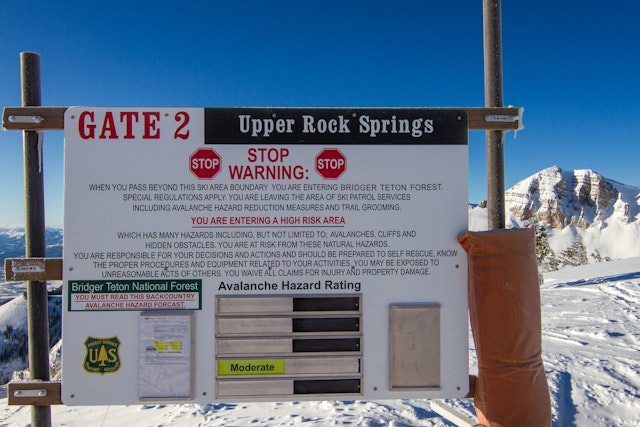 GATE 2
Upper Rock Springs
STOP
STOP
WARNING:
STOP
WHEN YOU PASS BEYOND THIS SKI AREA BOUNDARY YOU ARE ENTERING BRIDGER TETON FOREST.
SPECIAL REGULATIONS APPLY. YOU ARE LEAVING THE AREA OF SKI PATROL SERVICES
INCLUDING AVALANCHE HAZARD REDUCTION MEASURES AND TRAIL GROOMING.
YOU ARE ENTERING A HIGH RISK AREA
WHICH HAS MANY HAZARDS INCLUDING, BUT NOT LIMITED TO; AVALANCHES, CLIFFS AND
HIDDEN OBSTACLES. YOU ARE AT RISK FROM THESE NATURAL HAZARDS.
YOU ARE RESPONSIBLE FOR YOUR DECISIONS AND ACTIONS AND SHOULD BE PREPARED TO SELF RESCUE, KNOW
THE PROPER PROCEDURES AND EQUIPMENT RELATED TO YOUR ACTIVITIES, YOU MAY BE EXPOSED TO
UNREASONABLE ACTS OF OTHERS. YOU WAIVE ALL CLAIMS FOR INJURY AND PROPERTY DAMAGE.
Bridger Teton National Forest
YOU MUST READ THIS BACKCOUNTRY
AVALANCHE HAZARD FORCAST.
Avalanche Hazard Rating
Moderate
FOREST SERVICE
UAS